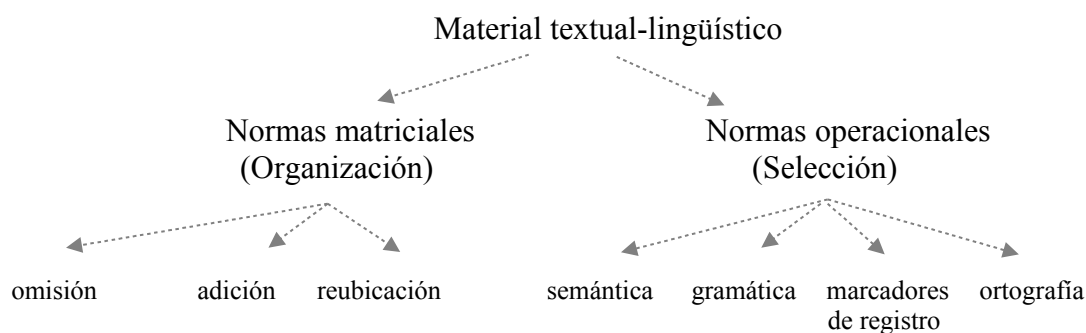 Material textual-lingüístico
Normas matriciales
(Organización)
Normas operacionales
(Selección)
omisión
adición
reubicación
semántica
gramática
marcadores
de registro
ortografía